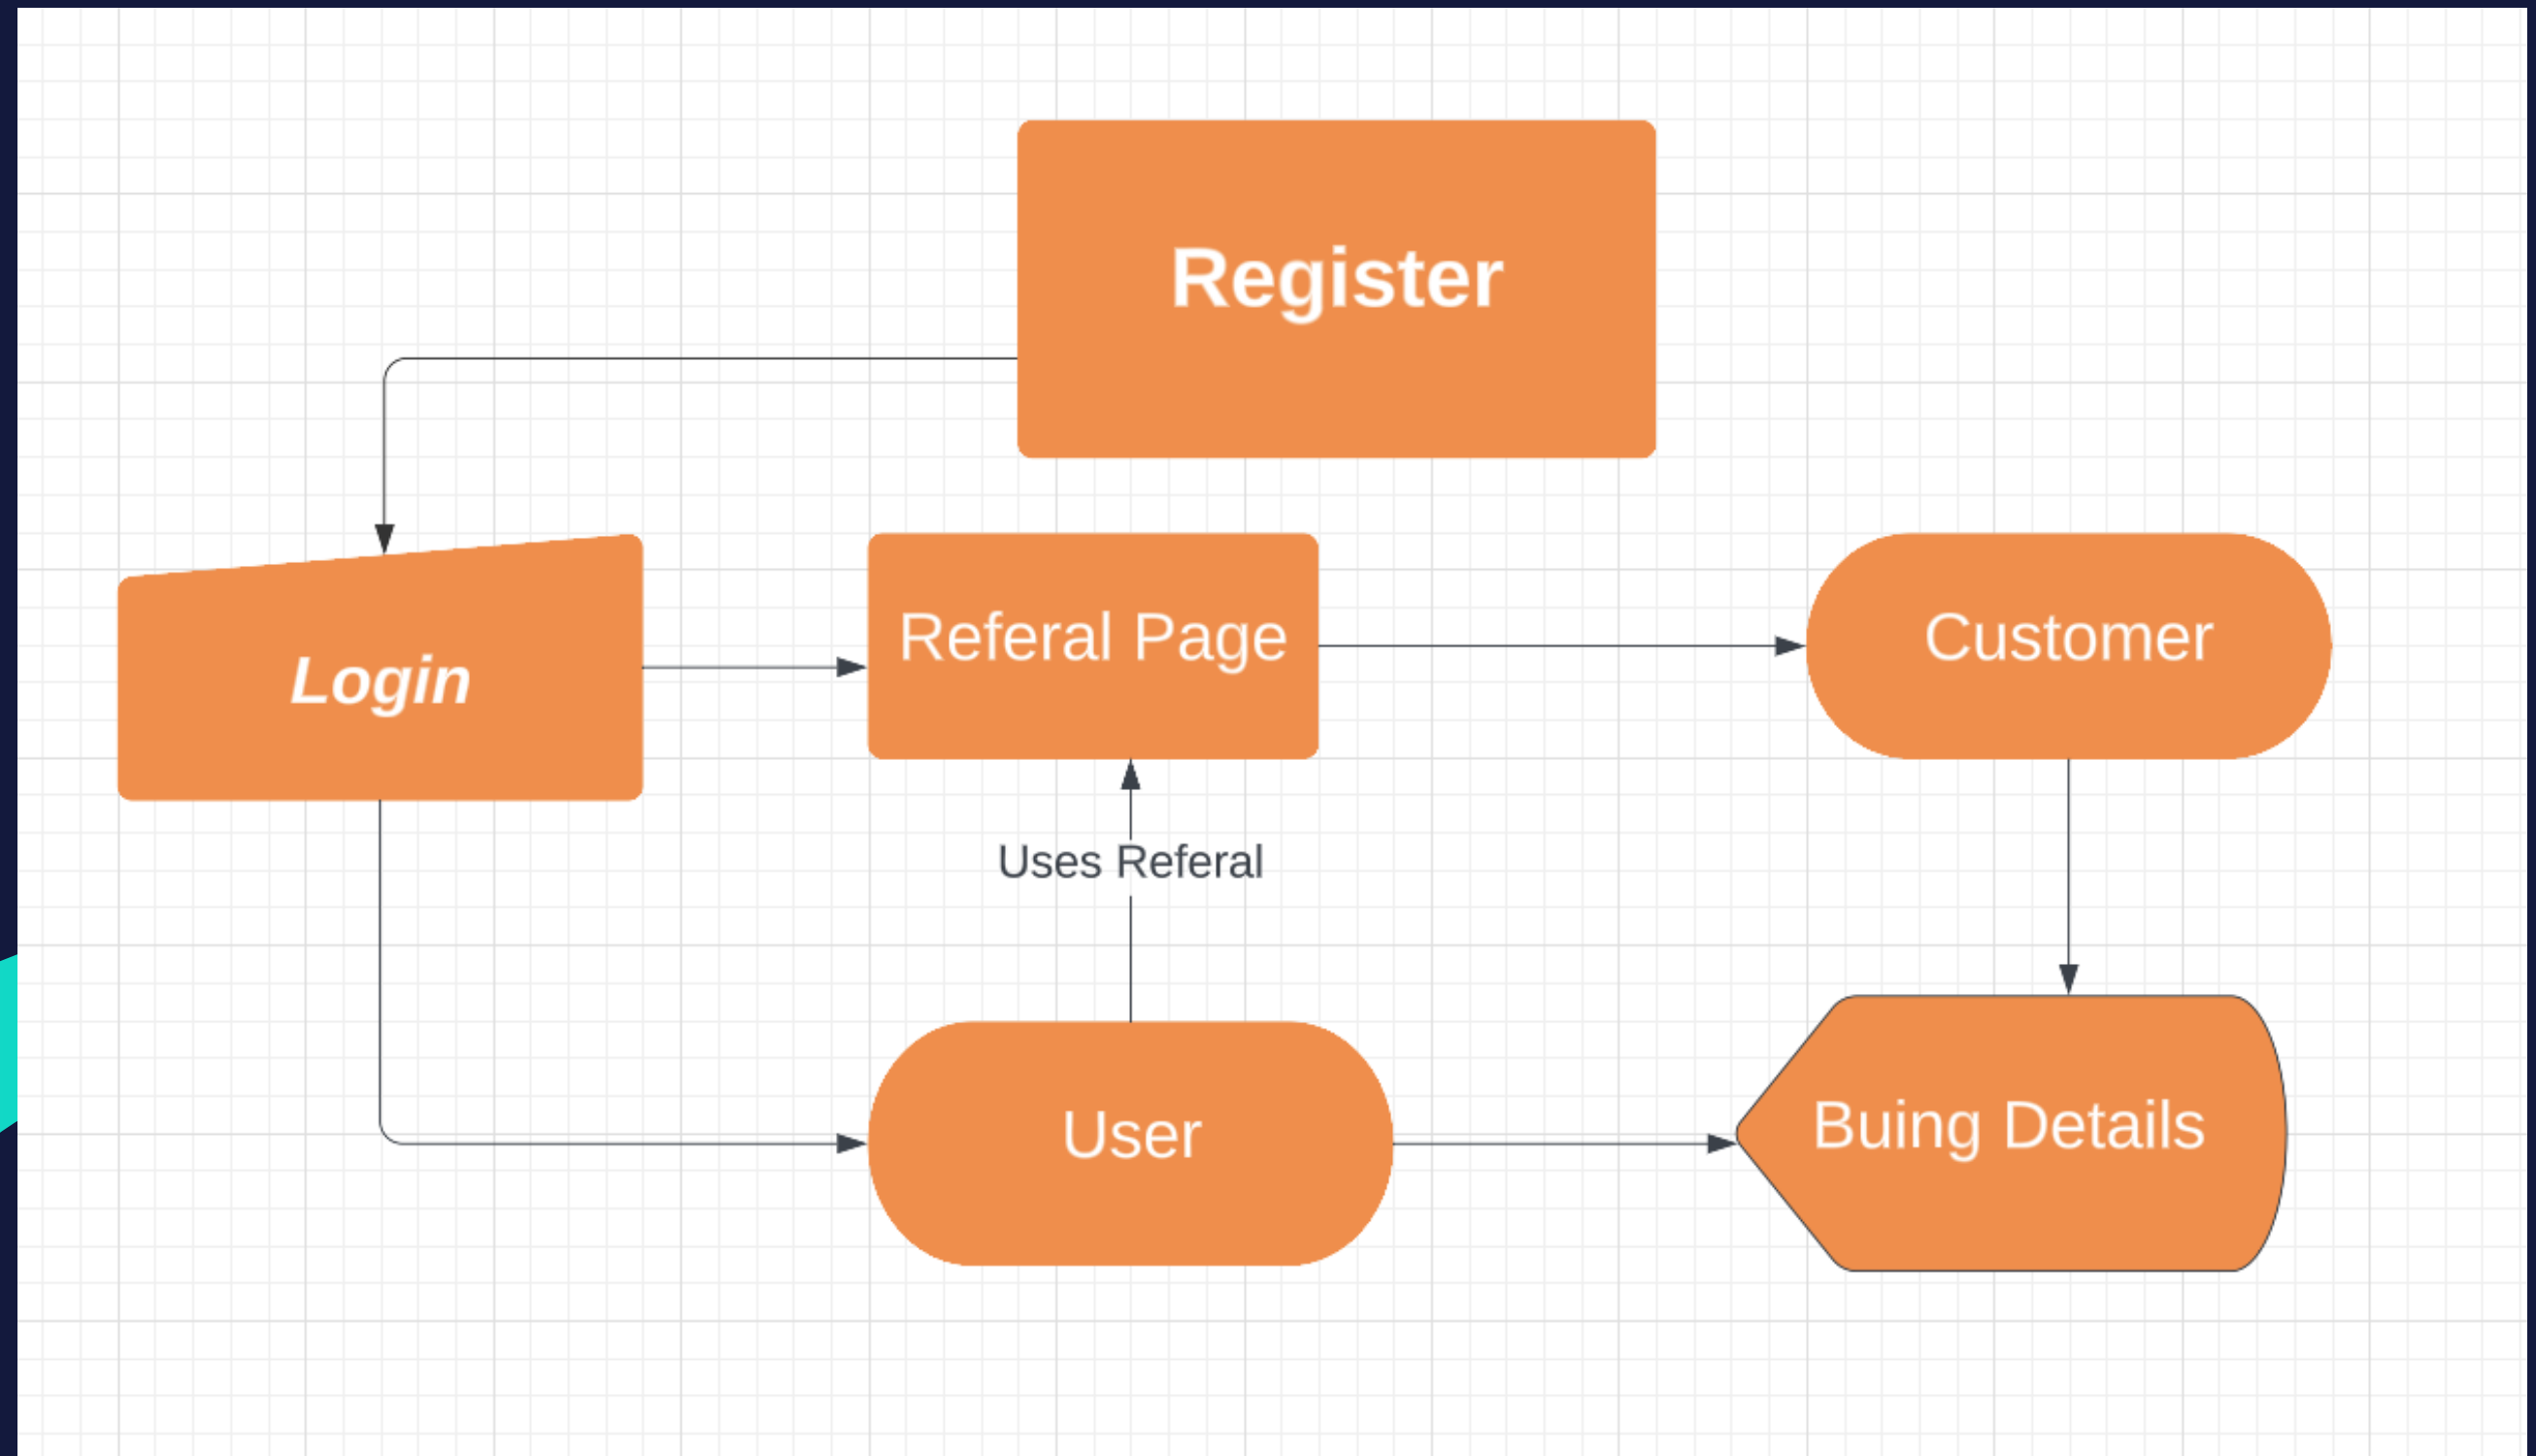 Register
Login
Referal Page
Customer
Uses Referal
User
Buing Details